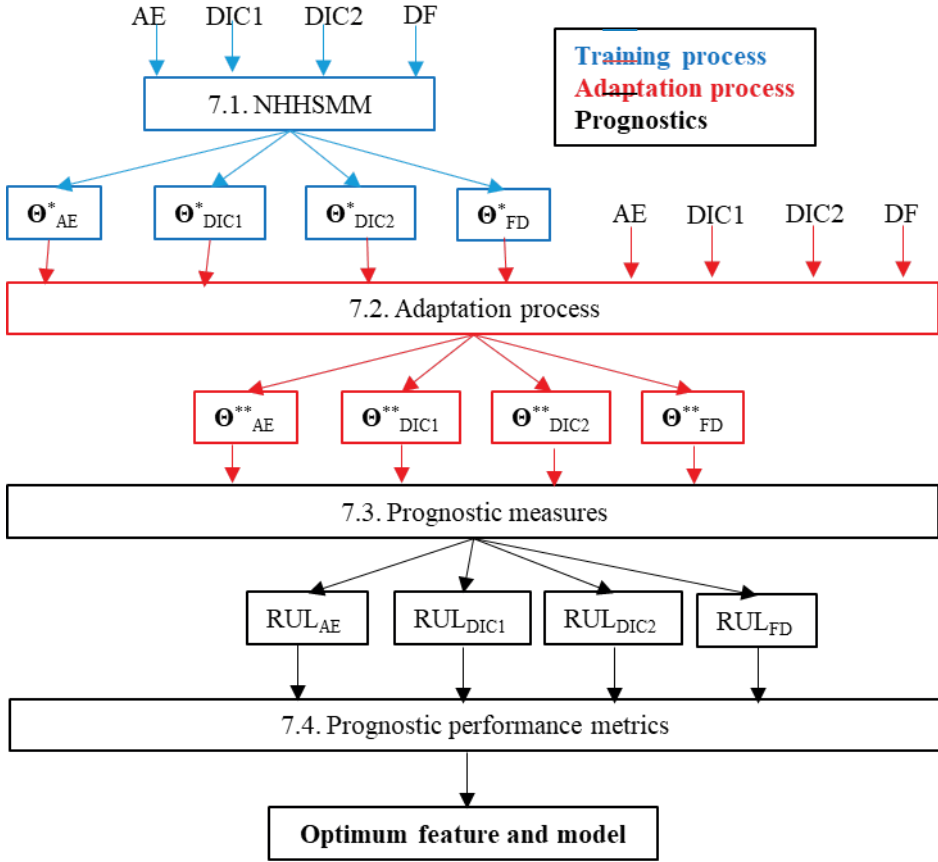 AE DIC1 DIC2 DF
Training process
Adaptation process
Prognostics
7.1. NHHSMM
Θ*AE Θ*DIC1 Θ*DIC2 Θ*FD
AE DIC1 DIC2 DF
7.2. Adaptation process
Θ**AE Θ**DIC1 Θ**DIC2 Θ**FD
7.3. Prognostic measures
RULAE RULDIC1 RULDIC2 RULFD
7.4. Prognostic performance metrics
Optimum feature and model